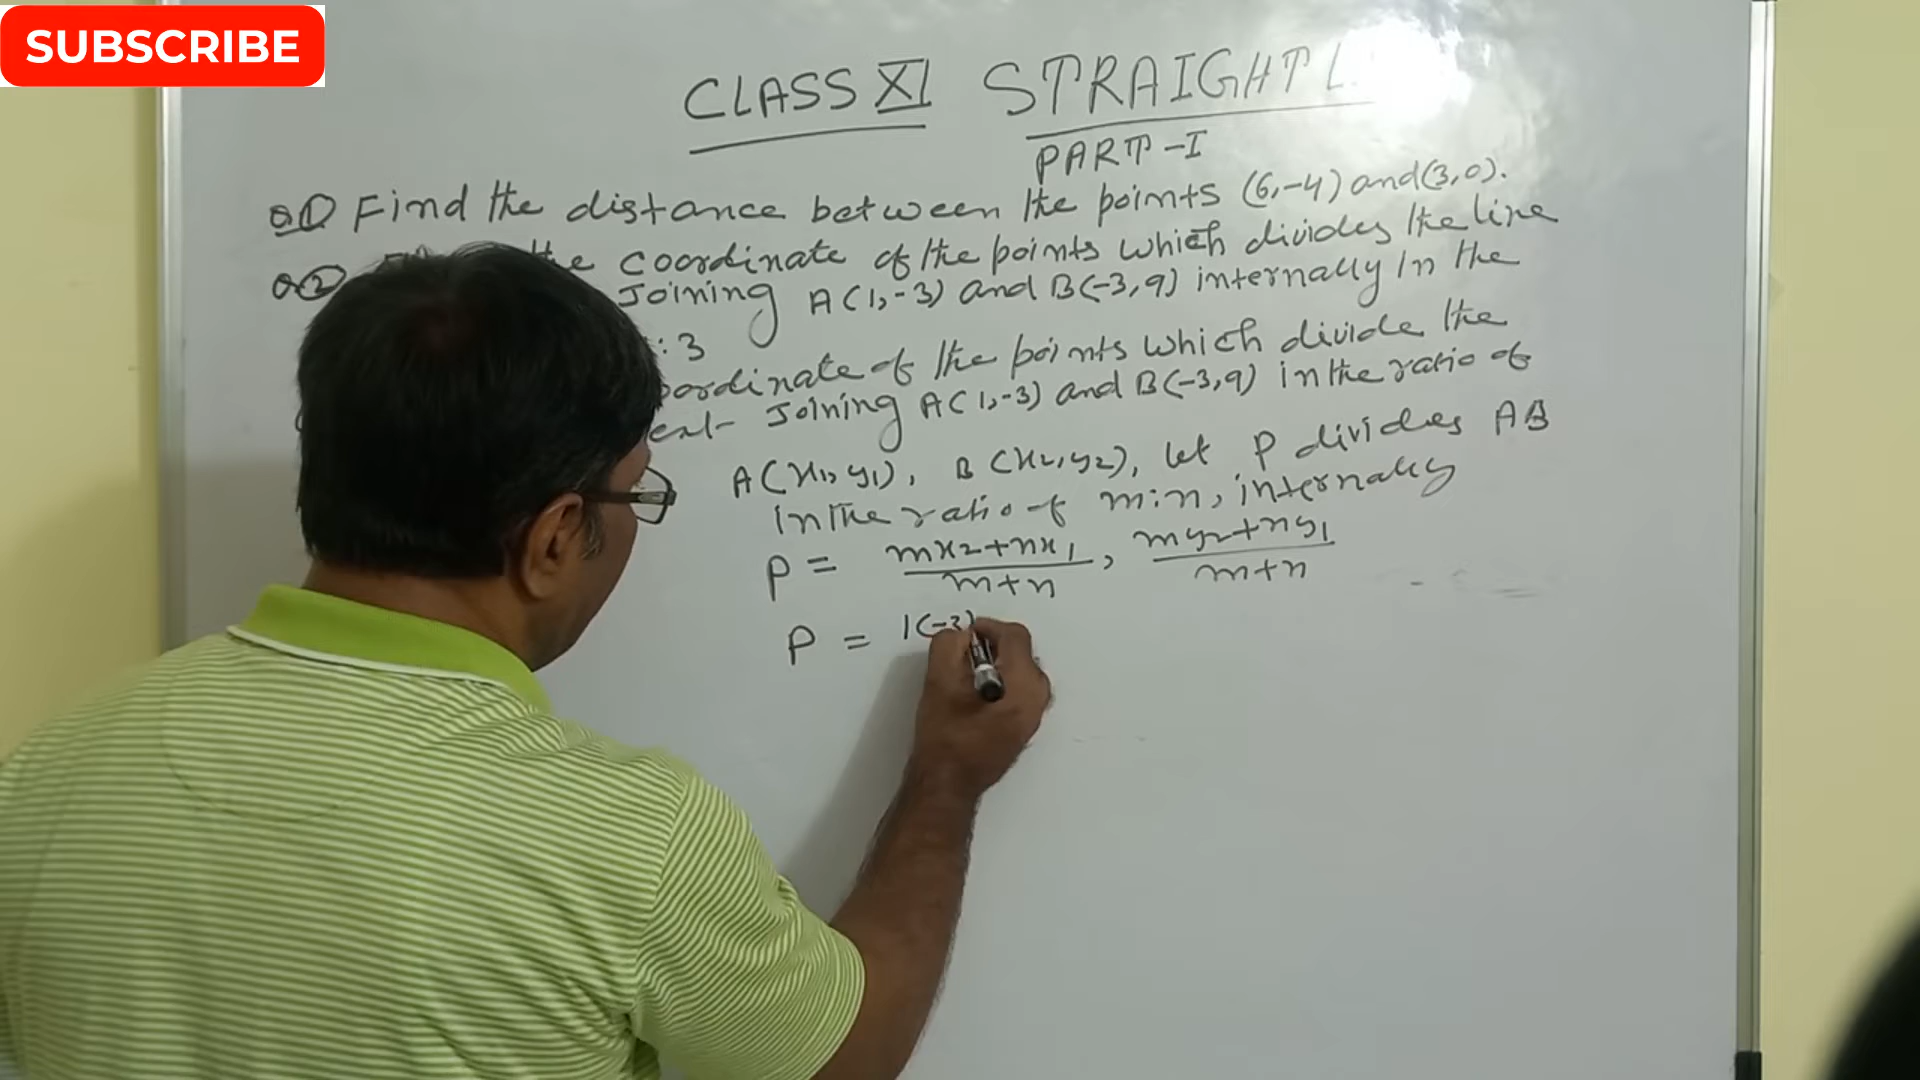 SUBSCRIBE
CLASS XI STRAIGHT L
PART-I
Q① Find the distance between the points (6,-4) and (3,0).
Q② the coordinate of the points which divides the line
Joining A(1,-3) and B(-3,9) internally in the
: 3
oordinate of the points which divide the
Joining A(1,-3) and B(-3,9) in the ratio of
A(x₁,y₁), B(x₂,y₂), let P divides AB
in the ratio of m:n, internally
P = mx₂+nx₁/m+n, my₂+ny₁/m+n
P = 1(-3)